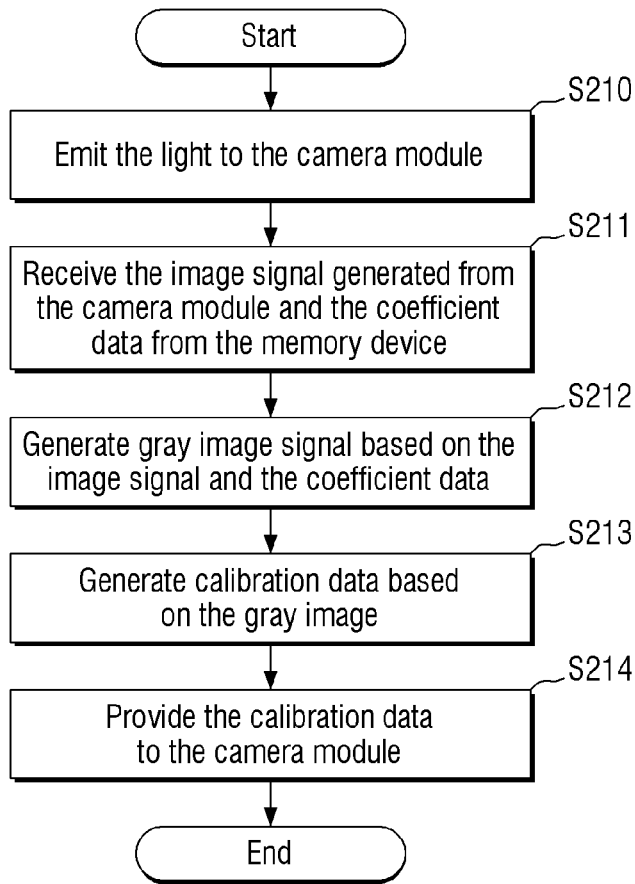 Start
S210
Emit the light to the camera module
S211
Receive the image signal generated from
the camera module and the coefficient
data from the memory device
S212
Generate gray image signal based on the
image signal and the coefficient data
S213
Generate calibration data based
on the gray image
S214
Provide the calibration data
to the camera module
End